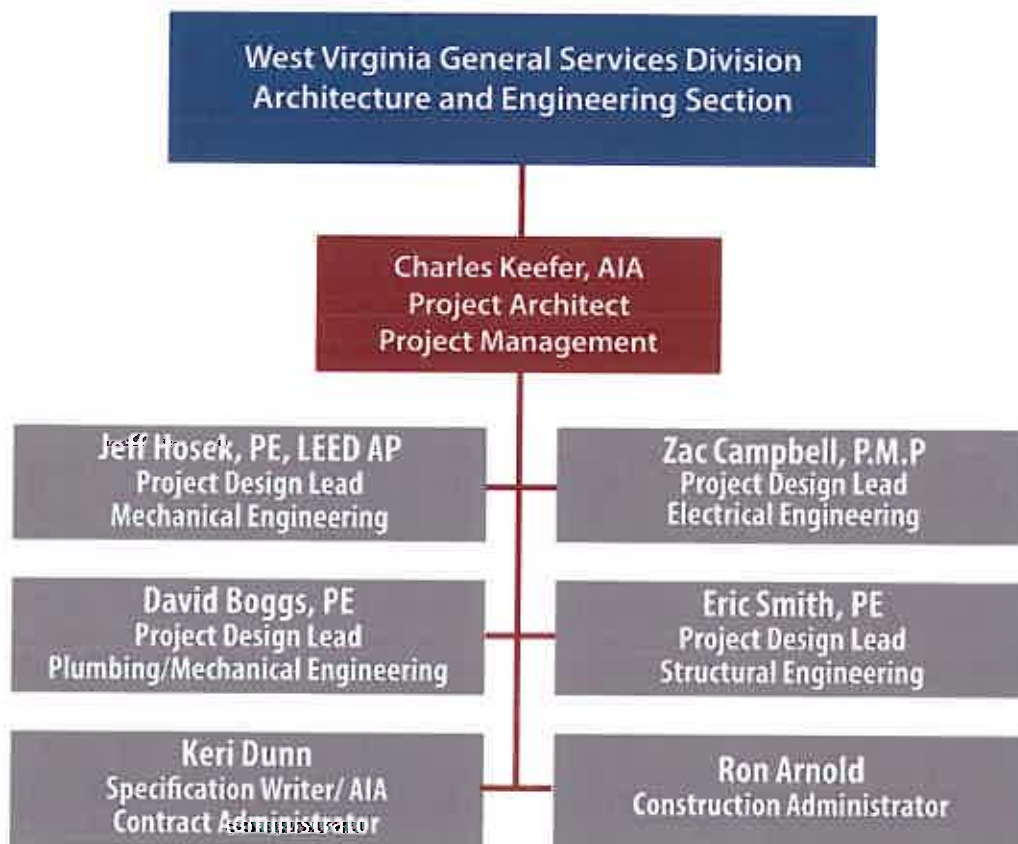 West Virginia General Services Division
Architecture and Engineering Section
Charles Keefer, AIA
Project Architect
Project Management
Jeff Hosek, PE, LEED AP
Project Design Lead
Mechanical Engineering
Zac Campbell, P.M.P
Project Design Lead
Electrical Engineering
David Boggs, PE
Project Design Lead
Plumbing/Mechanical Engineering
Eric Smith, PE
Project Design Lead
Structural Engineering
Keri Dunn
Specification Writer/ AIA
Contract Administrator
Ron Arnold
Construction Administrator